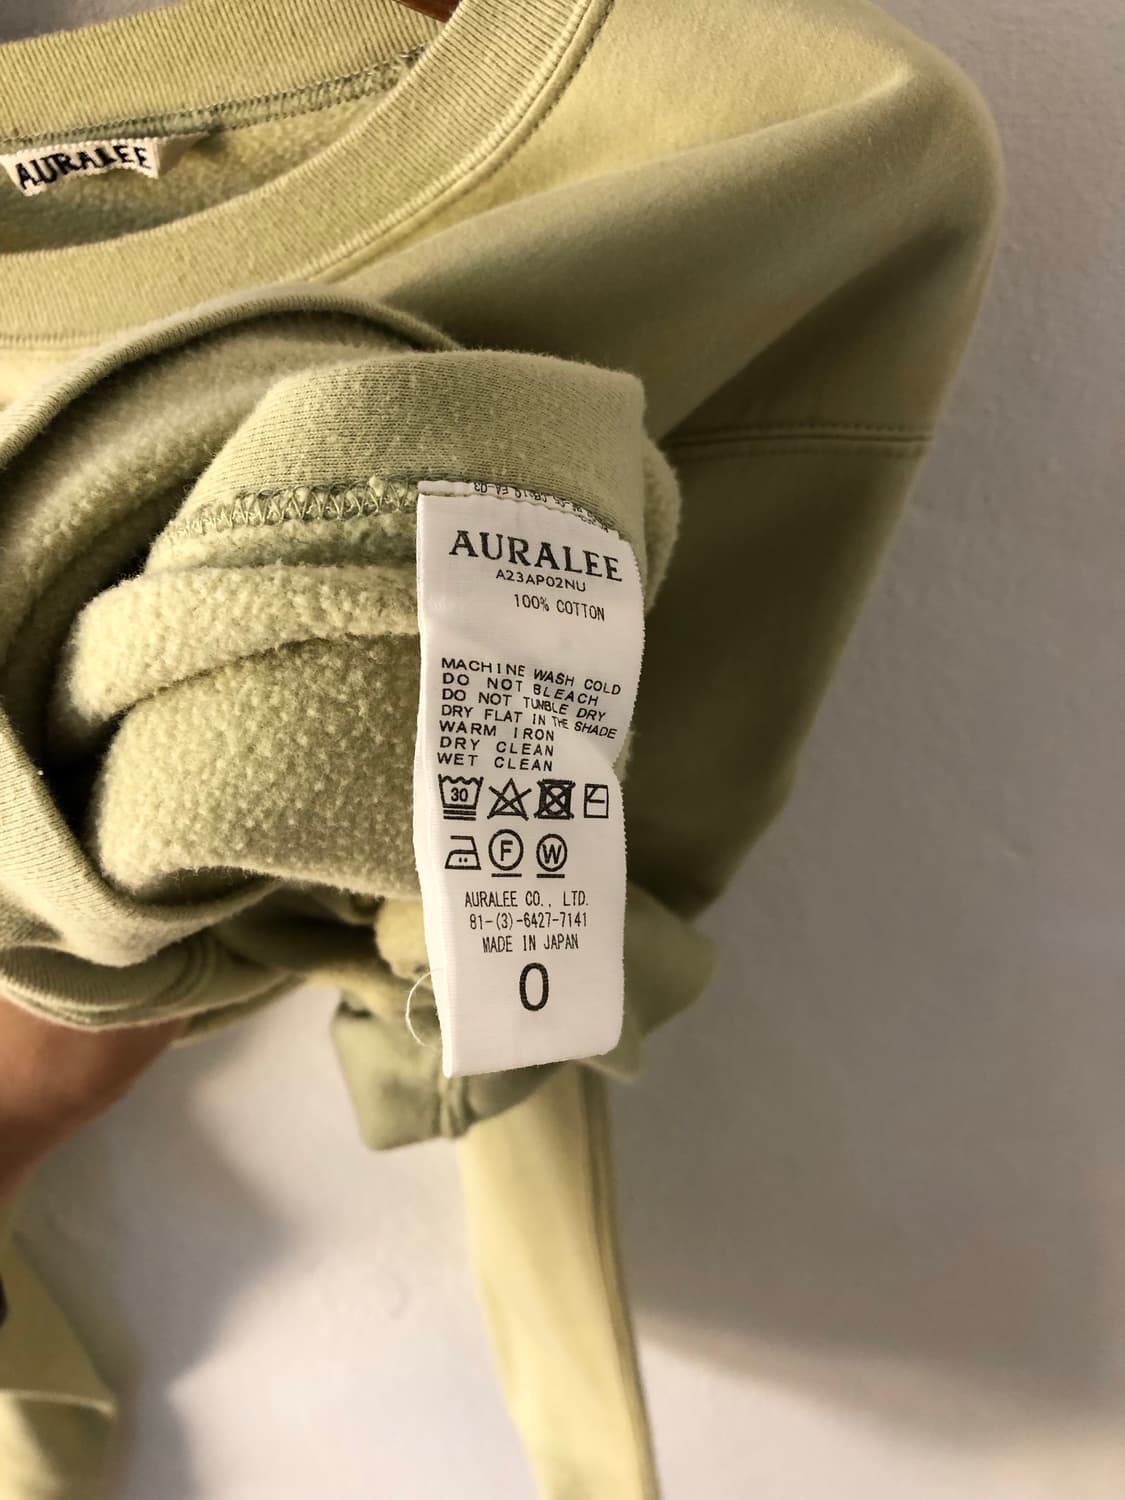 AURALEE
AURALEE
A23AP02NU
100% COTTON
MACHINE WASH COLD
DO NOT BLEACH
DO NOT TUMBLE DRY
DRY FLAT IN THE SHADE
WARM IRON
DRY CLEAN
WET CLEAN
30
F W
AURALEE CO., LTD.
81-(3)-6427-7141
MADE IN JAPAN
0